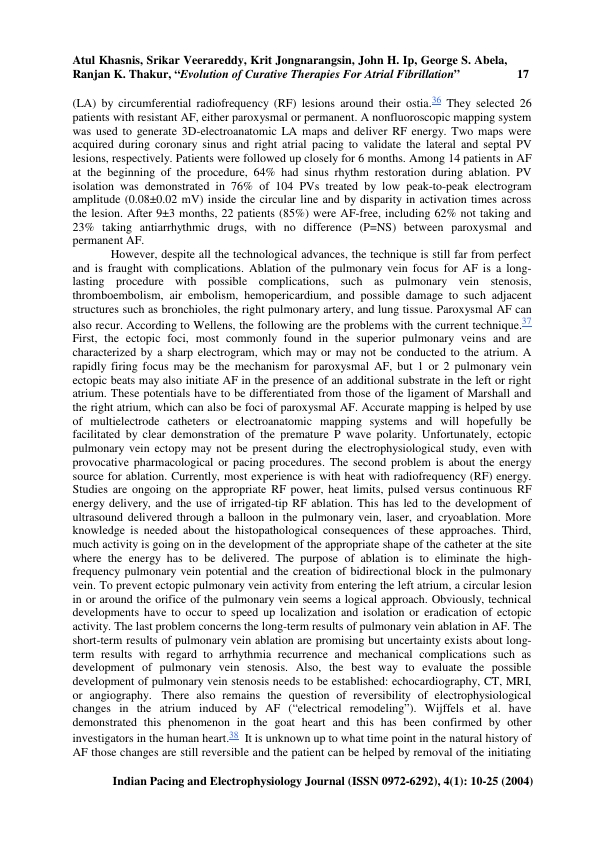 Atul Khasnis, Srikar Veerareddy, Krit Jongnarangsin, John H. Ip, George S. Abela,
Ranjan K. Thakur, “Evolution of Curative Therapies For Atrial Fibrillation” 17
(LA) by circumferential radiofrequency (RF) lesions around their ostia.36 They selected 26
patients with resistant AF, either paroxysmal or permanent. A nonfluoroscopic mapping system
was used to generate 3D-electroanatomic LA maps and deliver RF energy. Two maps were
acquired during coronary sinus and right atrial pacing to validate the lateral and septal PV
lesions, respectively. Patients were followed up closely for 6 months. Among 14 patients in AF
at the beginning of the procedure, 64% had sinus rhythm restoration during ablation. PV
isolation was demonstrated in 76% of 104 PVs treated by low peak-to-peak electrogram
amplitude (0.08±0.02 mV) inside the circular line and by disparity in activation times across
the lesion. After 9±3 months, 22 patients (85%) were AF-free, including 62% not taking and
23% taking antiarrhythmic drugs, with no difference (P=NS) between paroxysmal and
permanent AF.
However, despite all the technological advances, the technique is still far from perfect
and is fraught with complications. Ablation of the pulmonary vein focus for AF is a long-
lasting procedure with possible complications, such as pulmonary vein stenosis,
thromboembolism, air embolism, hemopericardium, and possible damage to such adjacent
structures such as bronchioles, the right pulmonary artery, and lung tissue. Paroxysmal AF can
also recur. According to Wellens, the following are the problems with the current technique.37
First, the ectopic foci, most commonly found in the superior pulmonary veins and are
characterized by a sharp electrogram, which may or may not be conducted to the atrium. A
rapidly firing focus may be the mechanism for paroxysmal AF, but 1 or 2 pulmonary vein
ectopic beats may also initiate AF in the presence of an additional substrate in the left or right
atrium. These potentials have to be differentiated from those of the ligament of Marshall and
the right atrium, which can also be foci of paroxysmal AF. Accurate mapping is helped by use
of multielectrode catheters or electroanatomic mapping systems and will hopefully be
facilitated by clear demonstration of the premature P wave polarity. Unfortunately, ectopic
pulmonary vein ectopy may not be present during the electrophysiological study, even with
provocative pharmacological or pacing procedures. The second problem is about the energy
source for ablation. Currently, most experience is with heat with radiofrequency (RF) energy.
Studies are ongoing on the appropriate RF power, heat limits, pulsed versus continuous RF
energy delivery, and the use of irrigated-tip RF ablation. This has led to the development of
ultrasound delivered through a balloon in the pulmonary vein, laser, and cryoablation. More
knowledge is needed about the histopathological consequences of these approaches. Third,
much activity is going on in the development of the appropriate shape of the catheter at the site
where the energy has to be delivered. The purpose of ablation is to eliminate the high-
frequency pulmonary vein potential and the creation of bidirectional block in the pulmonary
vein. To prevent ectopic pulmonary vein activity from entering the left atrium, a circular lesion
in or around the orifice of the pulmonary vein seems a logical approach. Obviously, technical
developments have to occur to speed up localization and isolation or eradication of ectopic
activity. The last problem concerns the long-term results of pulmonary vein ablation in AF. The
short-term results of pulmonary vein ablation are promising but uncertainty exists about long-
term results with regard to arrhythmia recurrence and mechanical complications such as
development of pulmonary vein stenosis. Also, the best way to evaluate the possible
development of pulmonary vein stenosis needs to be established: echocardiography, CT, MRI,
or angiography. There also remains the question of reversibility of electrophysiological
changes in the atrium induced by AF (“electrical remodeling”). Wijffels et al. have
demonstrated this phenomenon in the goat heart and this has been confirmed by other
investigators in the human heart.38 It is unknown up to what time point in the natural history of
AF those changes are still reversible and the patient can be helped by removal of the initiating
Indian Pacing and Electrophysiology Journal (ISSN 0972-6292), 4(1): 10-25 (2004)